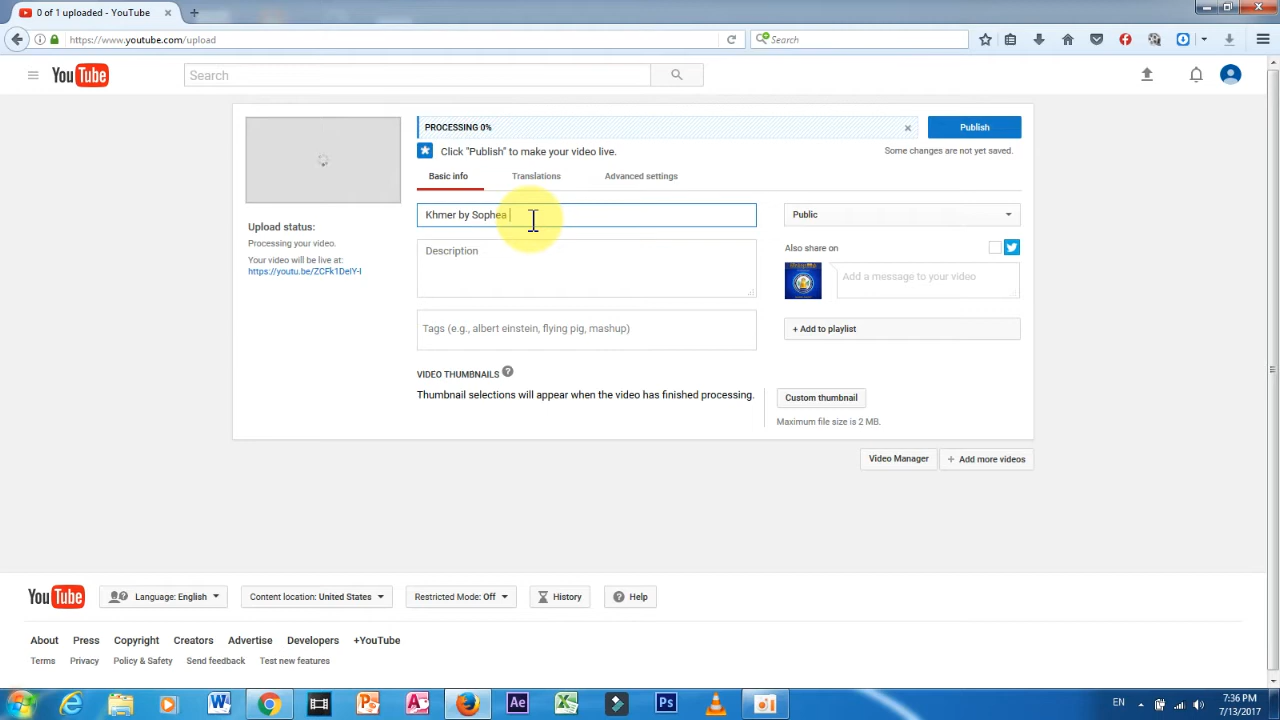 0 of 1 uploaded - YouTube
https://www.youtube.com/upload
Search
YouTube
Search
PROCESSING 0%
Publish
Click "Publish" to make your video live.
Some changes are not yet saved.
Basic info
Translations
Advanced settings
Khmer by Sophea
Public
Upload status:
Processing your video.
Your video will be live at:
https://youtu.be/ZCFk1DelY-I
Description
Also share on
Add a message to your video
Tags (e.g., albert einstein, flying pig, mashup)
+ Add to playlist
VIDEO THUMBNAILS ?
Thumbnail selections will appear when the video has finished processing.
Custom thumbnail
Maximum file size is 2 MB.
Video Manager
+ Add more videos
YouTube
Language: English
Content location: United States
Restricted Mode: Off
History
Help
About Press Copyright Creators Advertise Developers +YouTube
Terms Privacy Policy & Safety Send feedback Test new features
EN
7:36 PM
7/13/2017